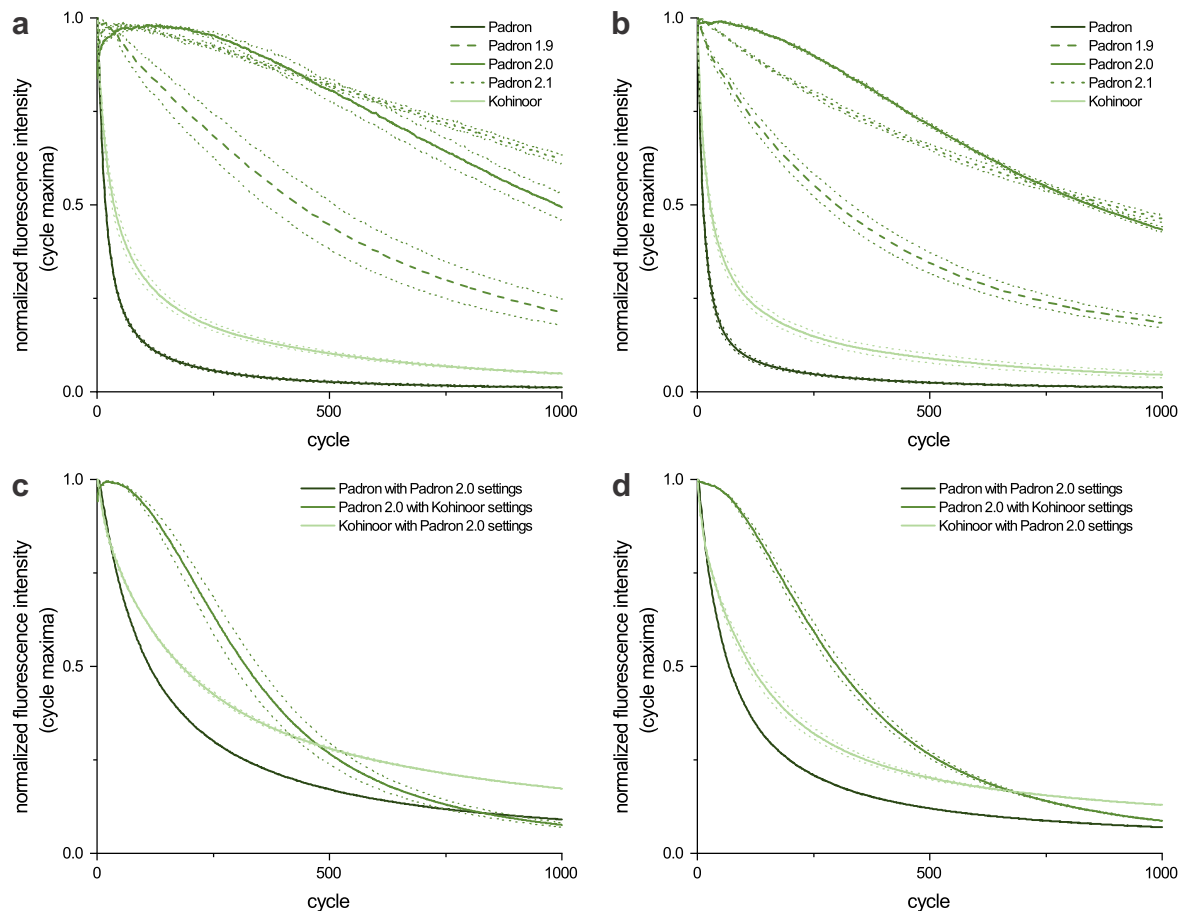 a
1.0
0.5
0.0
0
500
1000
cycle
normalized fluorescence intensity
(cycle maxima)
Padron
Padron 1.9
Padron 2.0
Padron 2.1
Kohinoor
b
1.0
0.5
0.0
0
500
1000
cycle
normalized fluorescence intensity
(cycle maxima)
Padron
Padron 1.9
Padron 2.0
Padron 2.1
Kohinoor
c
1.0
0.5
0.0
0
500
1000
cycle
normalized fluorescence intensity
(cycle maxima)
Padron with Padron 2.0 settings
Padron 2.0 with Kohinoor settings
Kohinoor with Padron 2.0 settings
d
1.0
0.5
0.0
0
500
1000
cycle
normalized fluorescence intensity
(cycle maxima)
Padron with Padron 2.0 settings
Padron 2.0 with Kohinoor settings
Kohinoor with Padron 2.0 settings